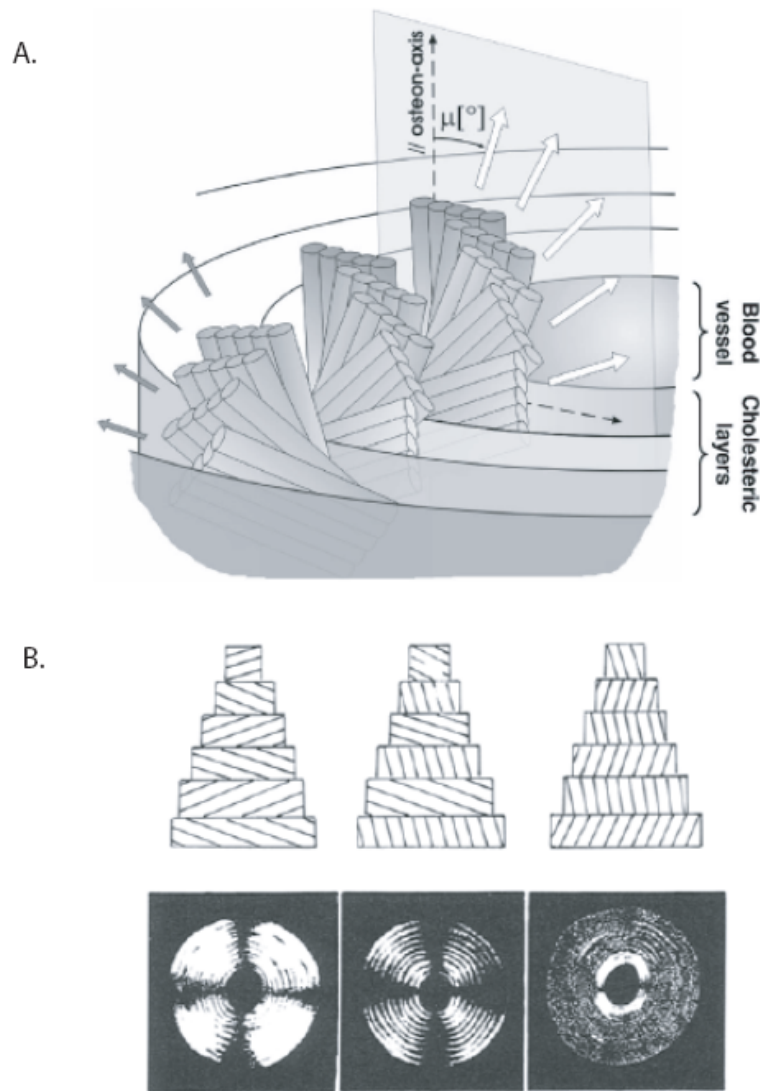 A.
// osteon-axis
μ[°]
Blood
vessel
Cholesteric
layers
B.